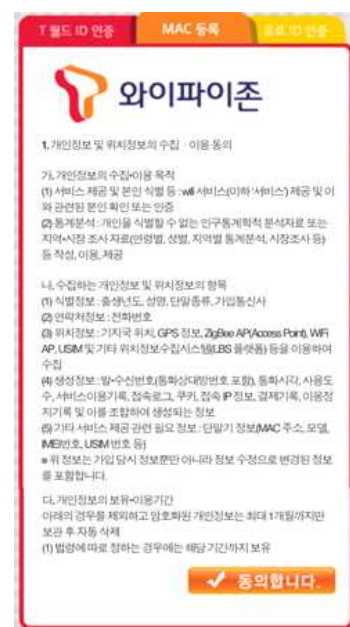 T 월드 ID 인증
MAC 등록
유료 ID 인증
와이파이존
1. 개인정보 및 위치정보의 수집 · 이용 동의
가. 개인정보의 수집•이용 목적
(1) 서비스 제공 및 본인 식별 등 : wifi 서비스(이하 '서비스') 제공 및 이
와 관련된 본인 확인 또는 인증
(2) 통계분석 : 개인을 식별할 수 없는 인구통계학적 분석자료 또는
지역•시장 조사 자료(연령별, 성별, 지역별 통계분석, 시장조사 등)
등 작성, 이용, 제공
나. 수집하는 개인정보 및 위치정보의 항목
(1) 식별정보 : 출생년도, 성명, 단말종류, 가입통신사
(2) 연락처정보 : 전화번호
(3) 위치정보 : 기지국 위치, GPS 정보, ZigBee AP(Access Point), WiFi
AP, USIM 및 기타 위치정보수집시스템(LBS 플랫폼) 등을 이용하여
수집
(4) 생성정보 : 발•수신번호(통화상대방번호 포함), 통화시각, 사용도
수, 서비스이용기록, 접속로그, 쿠키, 접속 IP 정보, 결제기록, 이용정
지기록 및 이를 조합하여 생성되는 정보
(5) 기타 서비스 제공 관련 필요 정보 : 단말기 정보(MAC 주소, 모델,
IMEI번호, USIM 번호 등)
※ 위 정보는 가입 당시 정보뿐만 아니라 정보 수정으로 변경된 정보
를 포함합니다.
다. 개인정보의 보유•이용기간
아래의 경우를 제외하고 암호화된 개인정보는 최대 1개월까지만
보관 후 자동 삭제
(1) 법령에 따로 정하는 경우에는 해당 기간까지 보유
동의합니다.